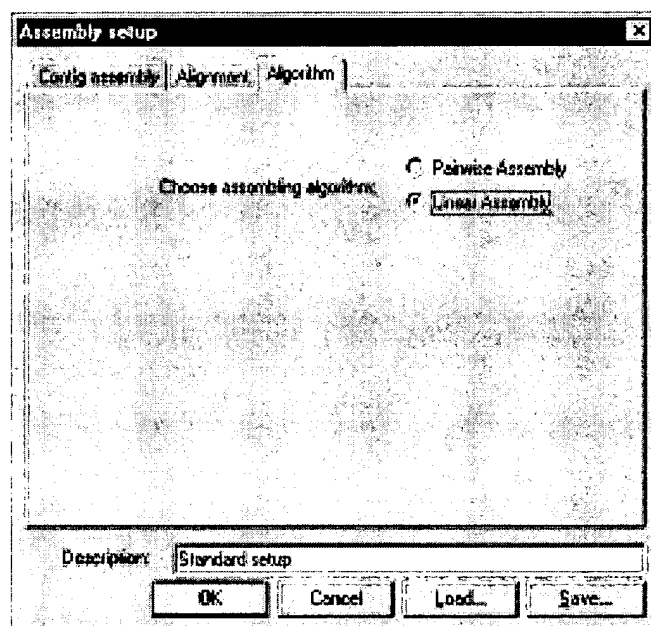 Assembly setup
Contig assembly Alignment Algorithm
Choose assembling algorithm:
Pairwise Assembly
Linear Assembly
Description: Standard setup
OK Cancel Load... Save...